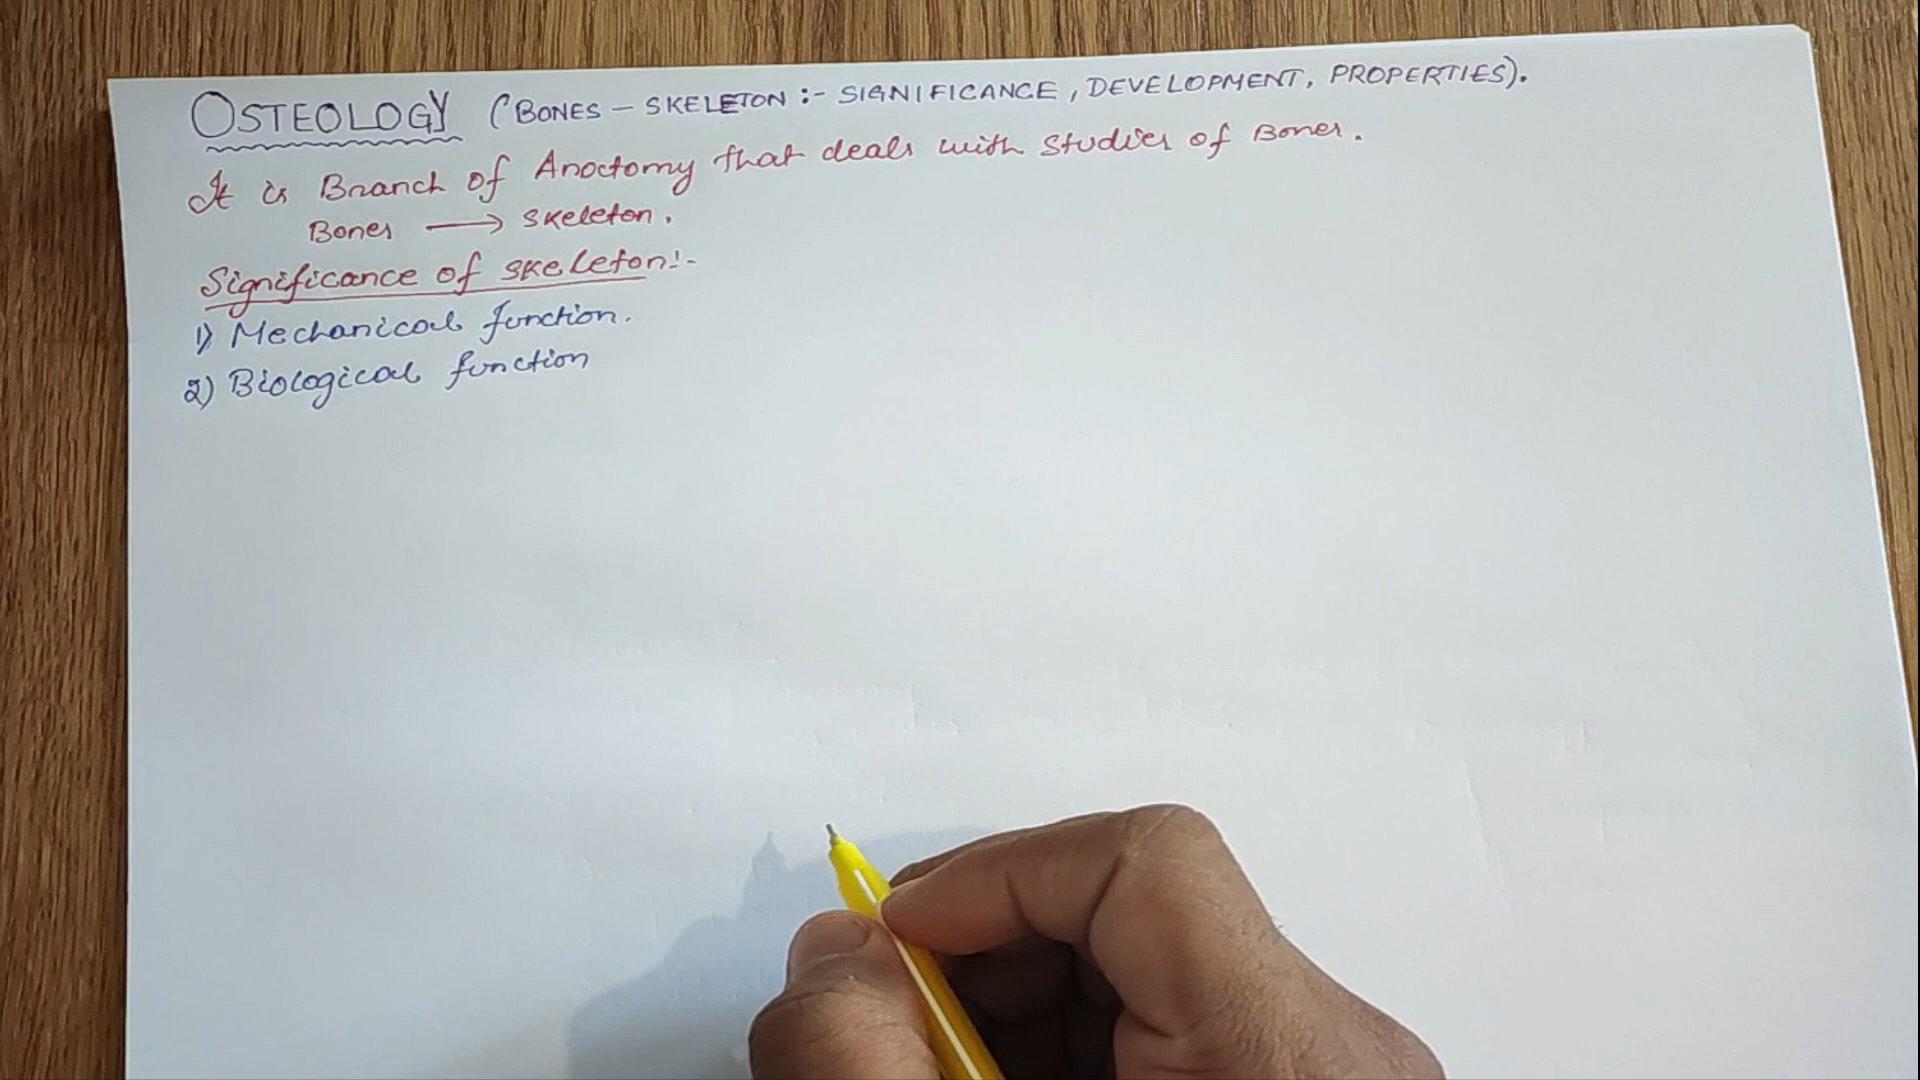 OSTEOLOGY (BONES – SKELETON :- SIGNIFICANCE, DEVELOPMENT, PROPERTIES).
It is Branch of Anoctomy that deals with Studies of Bones.
Bones → Skeleton.
Significance of skeleton:-
1) Mechanical function.
2) Biological function